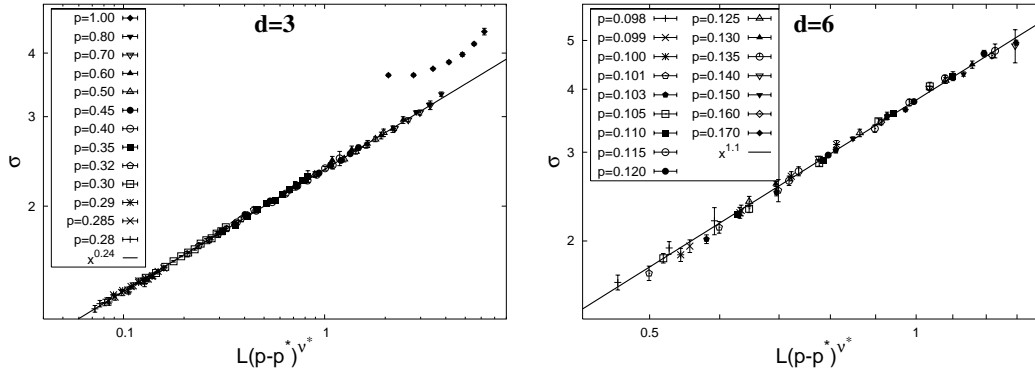 d=3
p=1.00
p=0.80
p=0.70
p=0.60
p=0.50
p=0.45
p=0.40
p=0.35
p=0.32
p=0.30
p=0.29
p=0.285
p=0.28
x^0.24
4
3
2
σ
0.1
1
L(p-p*)^ν*
d=6
p=0.098
p=0.099
p=0.100
p=0.101
p=0.103
p=0.105
p=0.110
p=0.115
p=0.120
p=0.125
p=0.130
p=0.135
p=0.140
p=0.150
p=0.160
p=0.170
x^1.1
5
4
3
2
σ
0.5
1
L(p-p*)^ν*